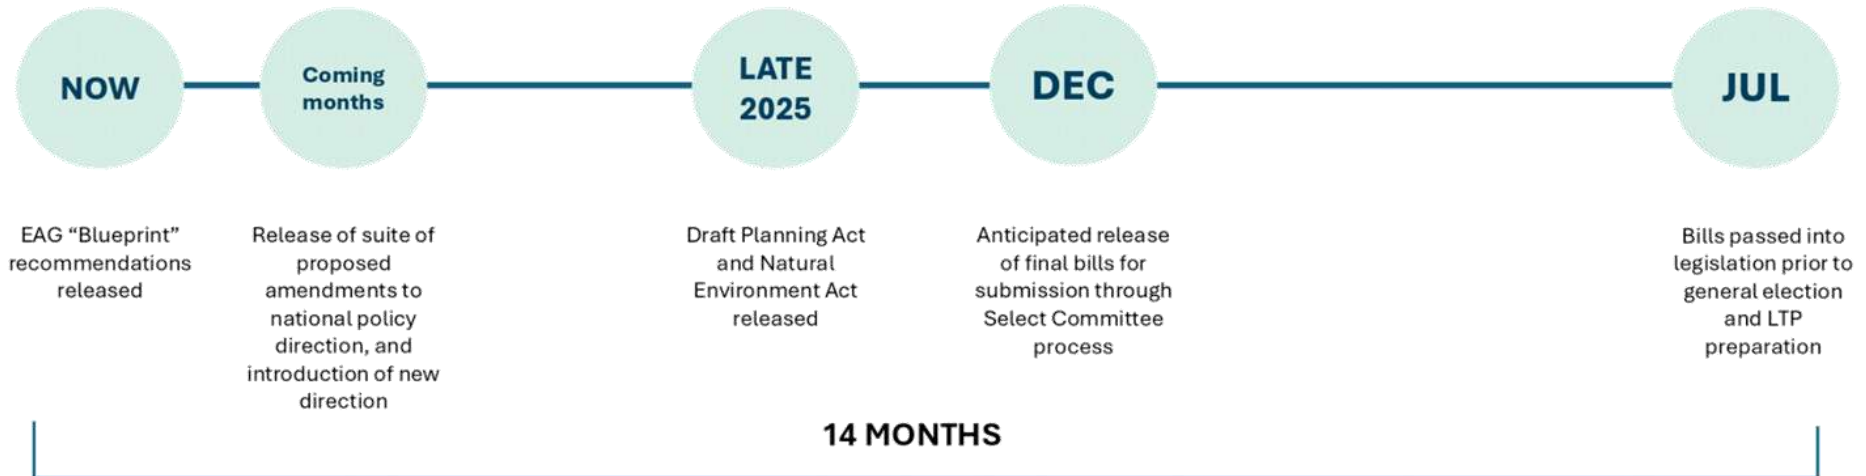 NOW
Coming
months
LATE
2025
DEC
JUL
EAG “Blueprint”
recommendations
released
Release of suite of
proposed
amendments to
national policy
direction, and
introduction of new
direction
Draft Planning Act
and Natural
Environment Act
released
Anticipated release
of final bills for
submission through
Select Committee
process
Bills passed into
legislation prior to
general election
and LTP
preparation
14 MONTHS